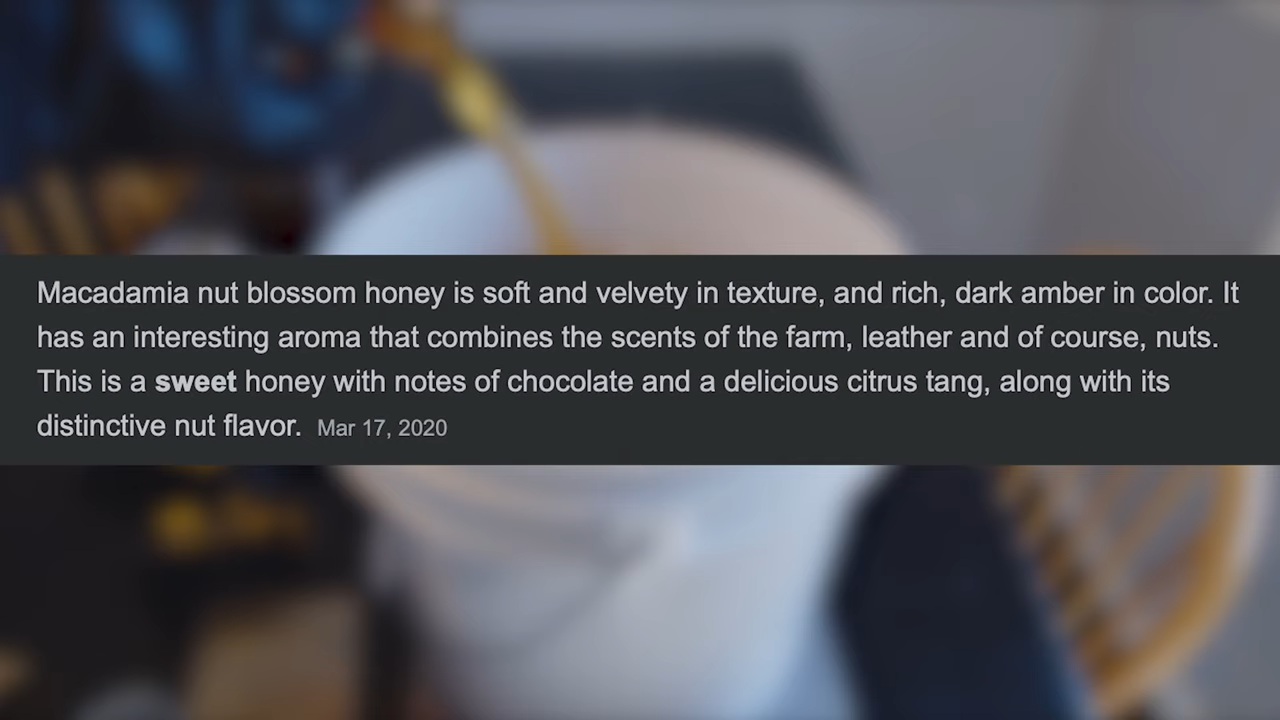 Macadamia nut blossom honey is soft and velvety in texture, and rich, dark amber in color. It
has an interesting aroma that combines the scents of the farm, leather and of course, nuts.
This is a sweet honey with notes of chocolate and a delicious citrus tang, along with its
distinctive nut flavor. Mar 17, 2020